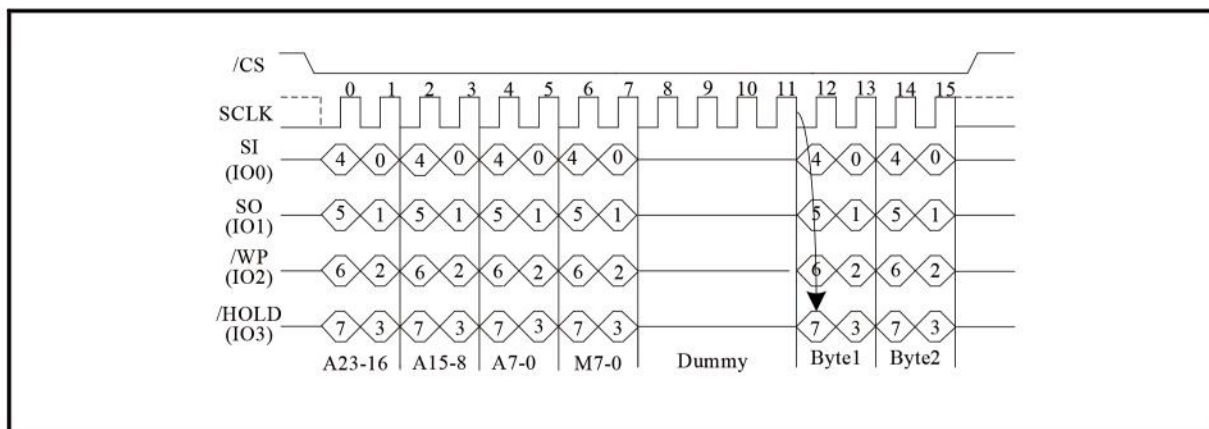 /CS
0 1 2 3 4 5 6 7 8 9 10 11 12 13 14 15
SCLK
SI
(IO0)
4 0 4 0 4 0 4 0 4 0 4 0
SO
(IO1)
5 1 5 1 5 1 5 1 5 1 5 1
/WP
(IO2)
6 2 6 2 6 2 6 2 6 2 6 2
/HOLD
(IO3)
7 3 7 3 7 3 7 3 7 3 7 3
A23-16 A15-8 A7-0 M7-0 Dummy Byte1 Byte2